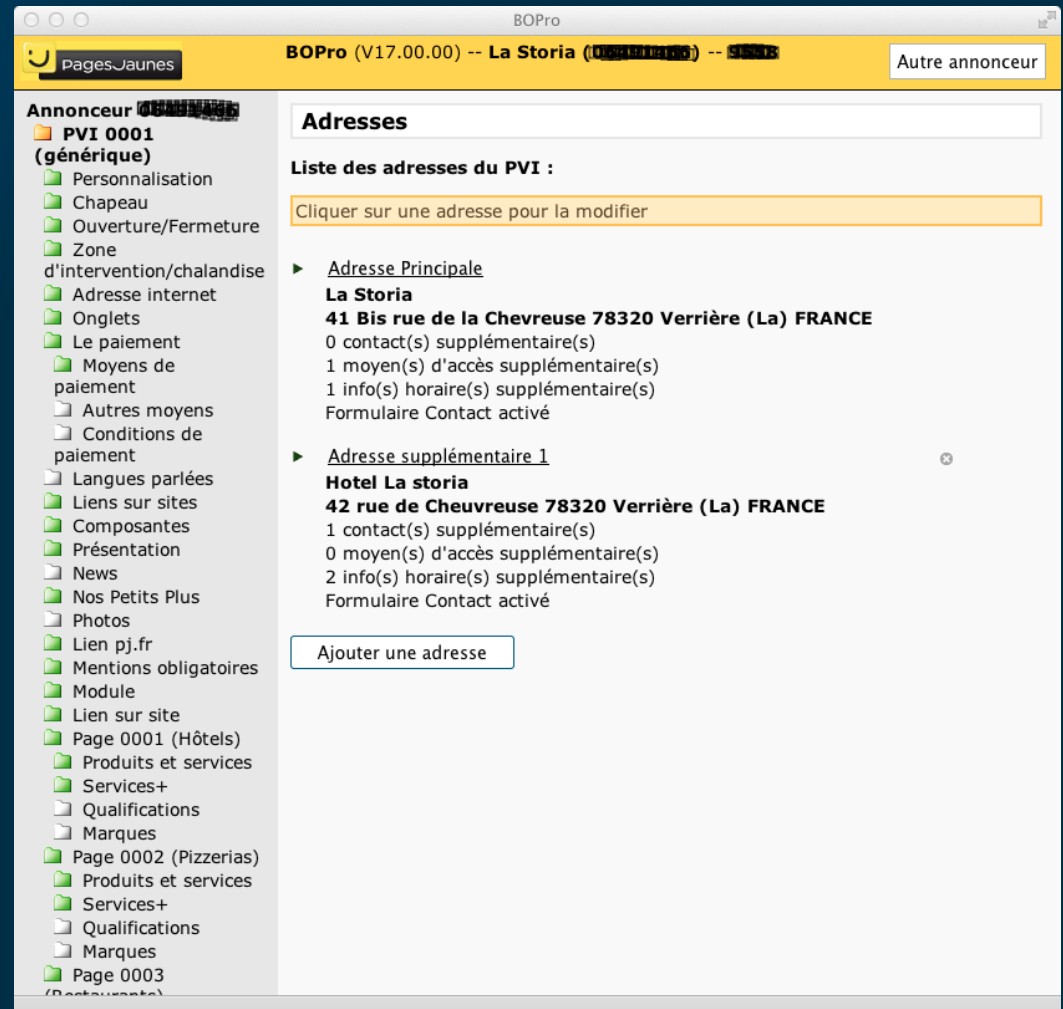 BOPro
PagesJaunes
BOPro (V17.00.00) -- La Storia ( ) --
Autre annonceur
Annonceur
PVI 0001
(générique)
Personnalisation
Chapeau
Ouverture/Fermeture
Zone
d'intervention/chalandise
Adresse internet
Onglets
Le paiement
Moyens de
paiement
Autres moyens
Conditions de
paiement
Langues parlées
Liens sur sites
Composantes
Présentation
News
Nos Petits Plus
Photos
Lien pj.fr
Mentions obligatoires
Module
Lien sur site
Page 0001 (Hôtels)
Produits et services
Services+
Qualifications
Marques
Page 0002 (Pizzerias)
Produits et services
Services+
Qualifications
Marques
Page 0003
(Restaurants)
Adresses
Liste des adresses du PVI :
Cliquer sur une adresse pour la modifier
Adresse Principale
La Storia
41 Bis rue de la Chevreuse 78320 Verrière (La) FRANCE
0 contact(s) supplémentaire(s)
1 moyen(s) d'accès supplémentaire(s)
1 info(s) horaire(s) supplémentaire(s)
Formulaire Contact activé
Adresse supplémentaire 1
Hotel La storia
42 rue de Cheuvreuse 78320 Verrière (La) FRANCE
1 contact(s) supplémentaire(s)
0 moyen(s) d'accès supplémentaire(s)
2 info(s) horaire(s) supplémentaire(s)
Formulaire Contact activé
Ajouter une adresse